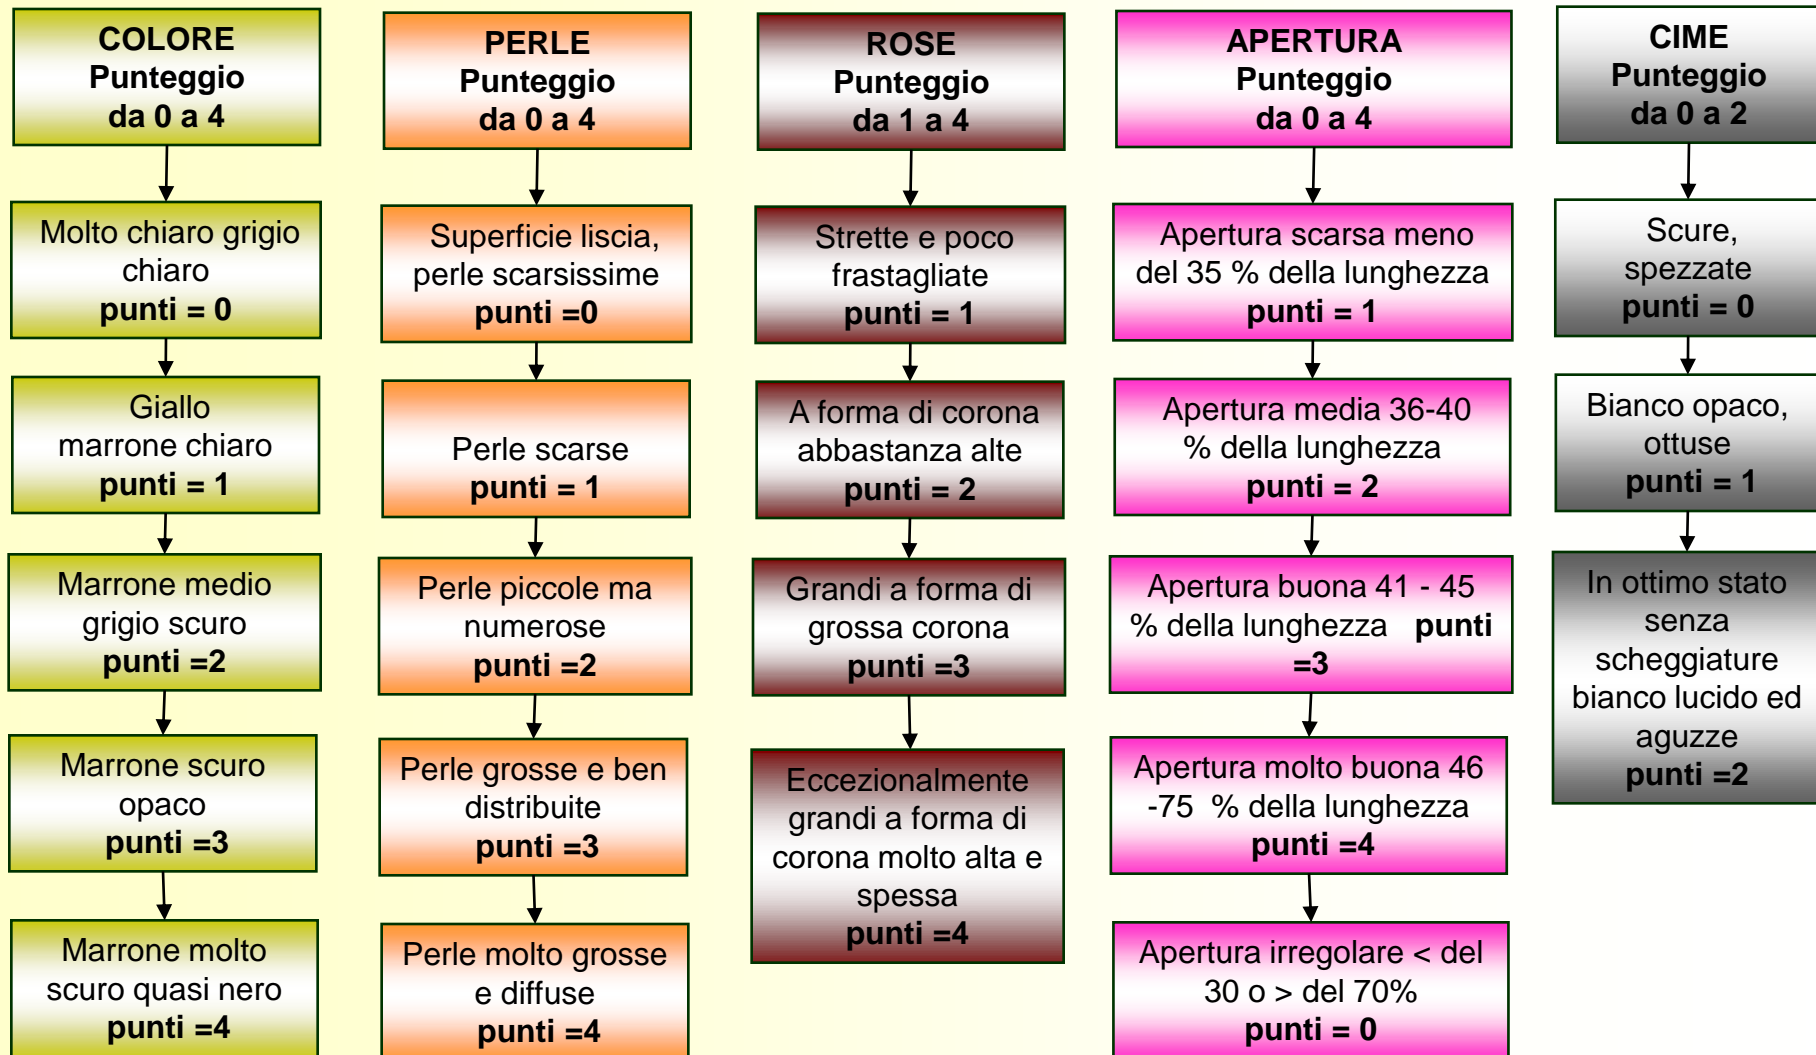 COLORE
Punteggio
da 0 a 4
Molto chiaro grigio
chiaro
punti = 0
Giallo
marrone chiaro
punti = 1
Marrone medio
grigio scuro
punti =2
Marrone scuro
opaco
punti =3
Marrone molto
scuro quasi nero
punti =4
PERLE
Punteggio
da 0 a 4
Superficie liscia,
perle scarsissime
punti =0
Perle scarse
punti = 1
Perle piccole ma
numerose
punti =2
Perle grosse e ben
distribuite
punti =3
Perle molto grosse
e diffuse
punti =4
ROSE
Punteggio
da 1 a 4
Strette e poco
frastagliate
punti = 1
A forma di corona
abbastanza alte
punti = 2
Grandi a forma di
grossa corona
punti =3
Eccezionalmente
grandi a forma di
corona molto alta e
spessa
punti =4
APERTURA
Punteggio
da 0 a 4
Apertura scarsa meno
del 35 % della lunghezza
punti = 1
Apertura media 36-40
% della lunghezza
punti = 2
Apertura buona 41 - 45
% della lunghezza punti
=3
Apertura molto buona 46
-75 % della lunghezza
punti =4
Apertura irregolare < del
30 o > del 70%
punti = 0
CIME
Punteggio
da 0 a 2
Scure,
spezzate
punti = 0
Bianco opaco,
ottuse
punti = 1
In ottimo stato
senza
scheggiature
bianco lucido ed
aguzze
punti =2